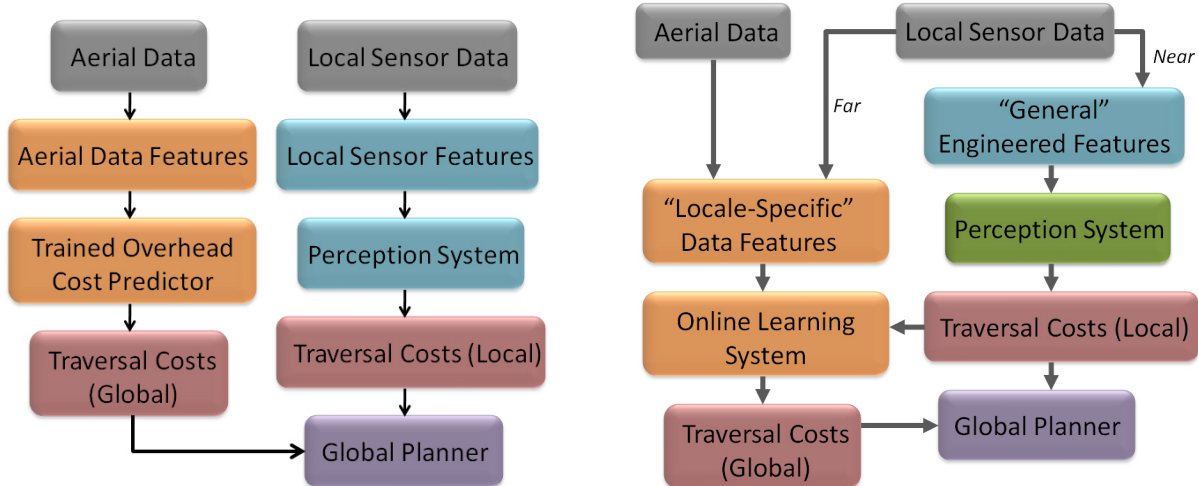 Aerial Data
Local Sensor Data
Aerial Data Features
Local Sensor Features
Trained Overhead
Cost Predictor
Perception System
Traversal Costs
(Global)
Traversal Costs (Local)
Global Planner
Aerial Data
Local Sensor Data
Near
Far
“General”
Engineered Features
“Locale-Specific”
Data Features
Perception System
Online Learning
System
Traversal Costs (Local)
Traversal Costs
(Global)
Global Planner